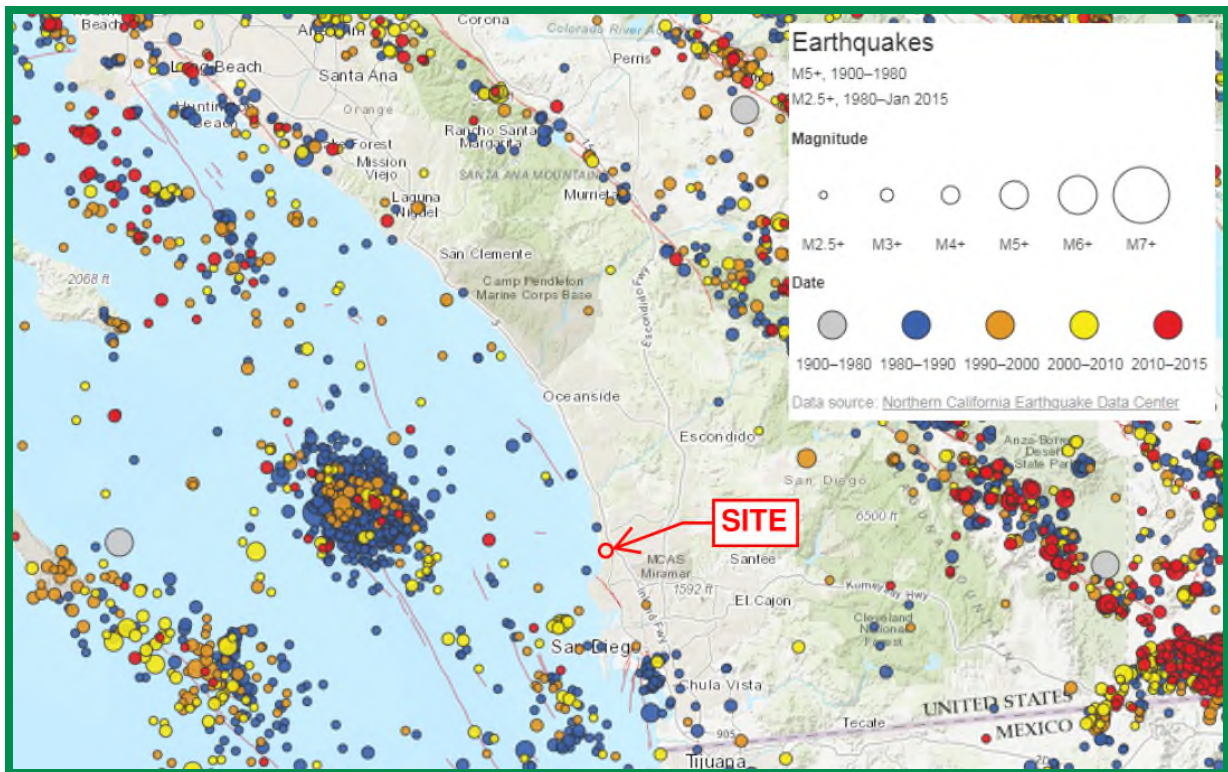 Beach
Long Beach
Huntington
Beach
Santa Ana
Orange
Corona
Colorado River
Perris
Rancho Santa
Margarita
Mission
Viejo
Laguna
Niguel
SANTA ANA MOUNTAINS
Murrieta
San Clemente
Camp Pendleton
Marine Corps Base
Escondido Fwy
2068 ft
5
Oceanside
Escondido
San Diego
6500 ft
Desert
State Park
SITE
MCAS
Miramar
1592 ft
Santee
El Cajon
Kumeyaay Hwy
Cleveland
National
Forest
San Diego
Chula Vista
905
Tijuana
Tecate
UNITED STATES
MEXICO
Earthquakes
M5+, 1900–1980
M2.5+, 1980–Jan 2015
Magnitude
M2.5+ M3+ M4+ M5+ M6+ M7+
Date
1900–1980 1980–1990 1990–2000 2000–2010 2010–2015
Data source: Northern California Earthquake Data Center